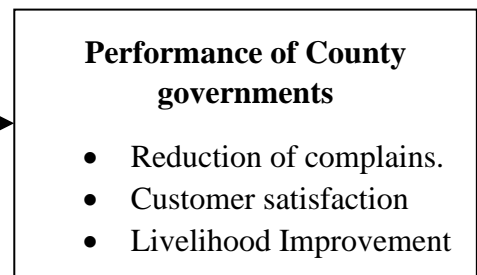 Performance of County
governments
• Reduction of complains.
• Customer satisfaction
• Livelihood Improvement